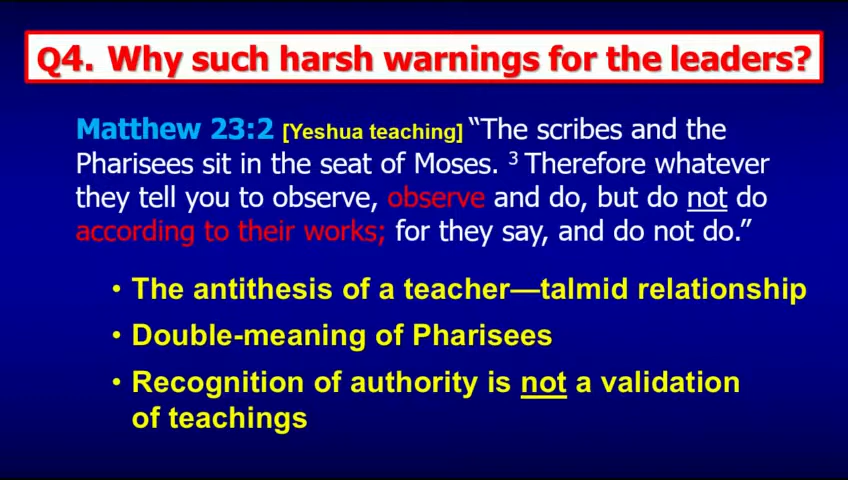 Q4. Why such harsh warnings for the leaders?
Matthew 23:2 [Yeshua teaching] “The scribes and the
Pharisees sit in the seat of Moses. ³ Therefore whatever
they tell you to observe, observe and do, but do not do
according to their works; for they say, and do not do.”
• The antithesis of a teacher—talmid relationship
• Double-meaning of Pharisees
• Recognition of authority is not a validation
of teachings